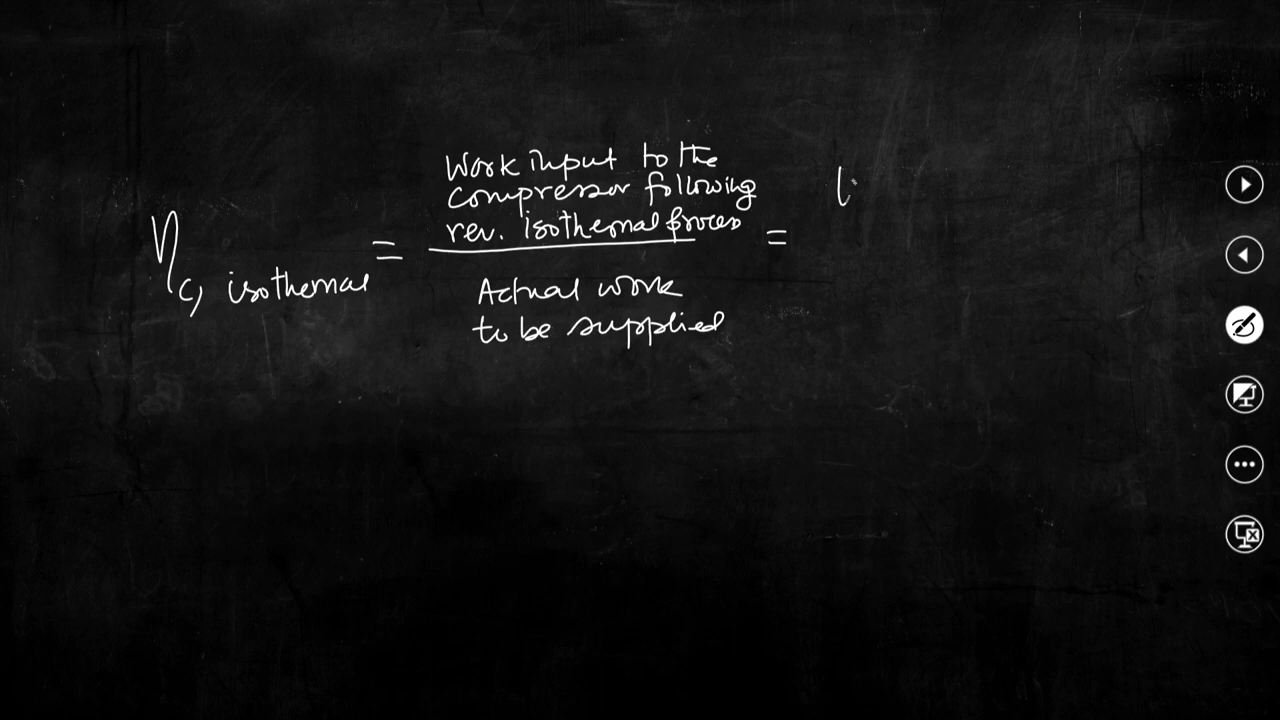 η c, isothermal = Work input to the
compressor following
rev. isothermal process =
Actual work
to be supplied